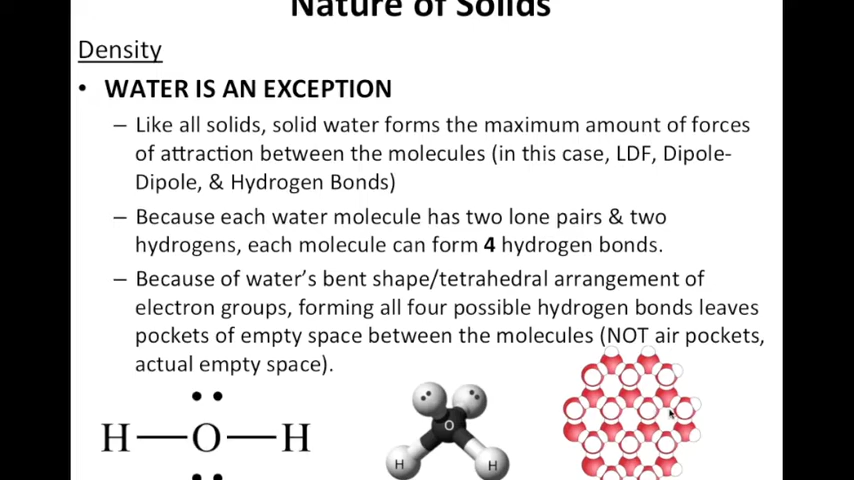 Nature of Solids
Density
• WATER IS AN EXCEPTION
– Like all solids, solid water forms the maximum amount of forces
of attraction between the molecules (in this case, LDF, Dipole-
Dipole, & Hydrogen Bonds)
– Because each water molecule has two lone pairs & two
hydrogens, each molecule can form 4 hydrogen bonds.
– Because of water’s bent shape/tetrahedral arrangement of
electron groups, forming all four possible hydrogen bonds leaves
pockets of empty space between the molecules (NOT air pockets,
actual empty space).
H—O—H
O
H H